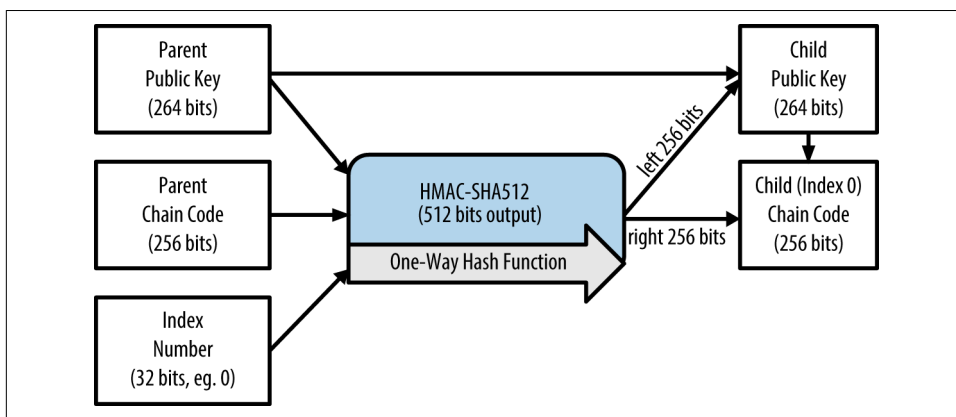 Parent
Public Key
(264 bits)
Parent
Chain Code
(256 bits)
Index
Number
(32 bits, eg. 0)
HMAC-SHA512
(512 bits output)
One-Way Hash Function
left 256 bits
right 256 bits
Child
Public Key
(264 bits)
Child (Index 0)
Chain Code
(256 bits)